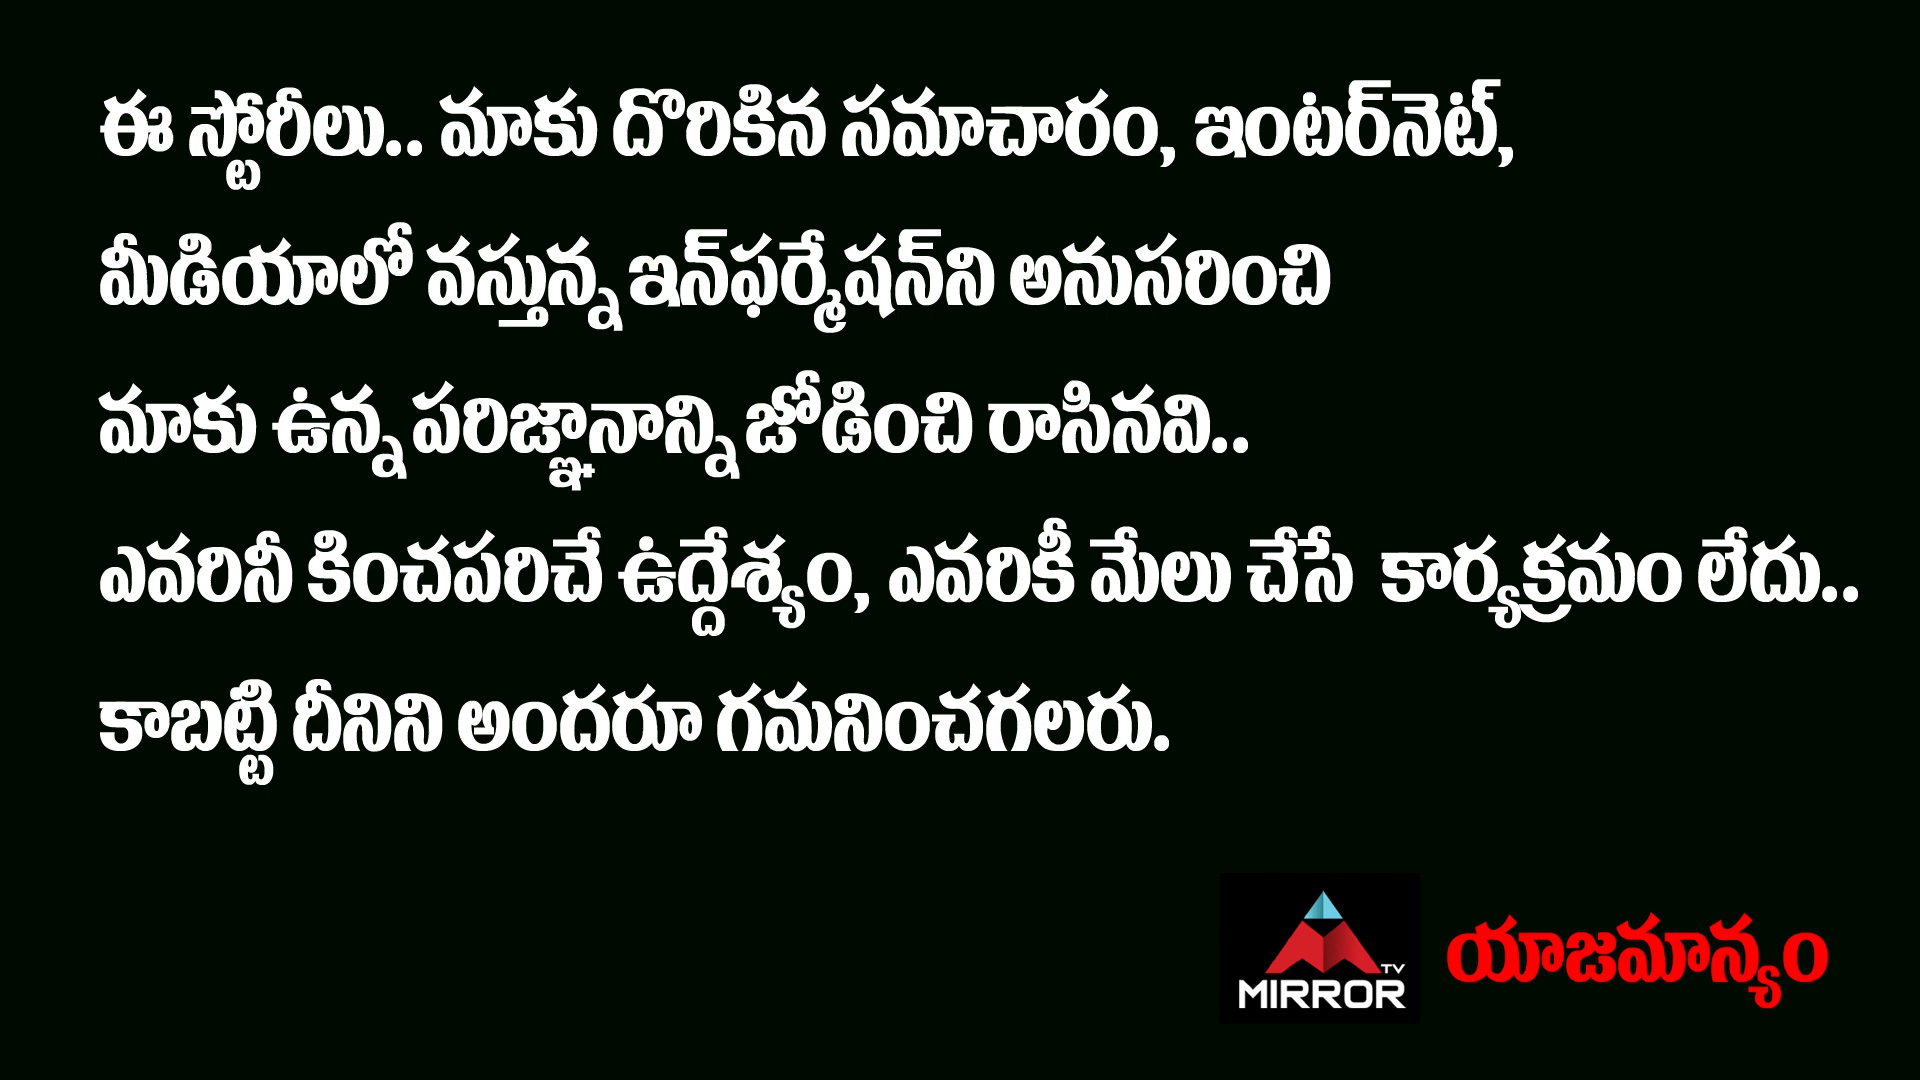 ఈ స్టోరీలు.. మాకు దొరికిన సమాచారం, ఇంటర్‌నెట్,
మీడియాలో వస్తున్న ఇన్‌ఫర్మేషన్‌ని అనుసరించి
మాకు ఉన్న పరిజ్ఞానాన్ని జోడించి రాసినవి..
ఎవరినీ కించపరిచే ఉద్దేశ్యం, ఎవరికీ మేలు చేసే కార్యక్రమం లేదు..
కాబట్టి దీనిని అందరూ గమనించగలరు.
TV
MIRROR
యాజమాన్యం